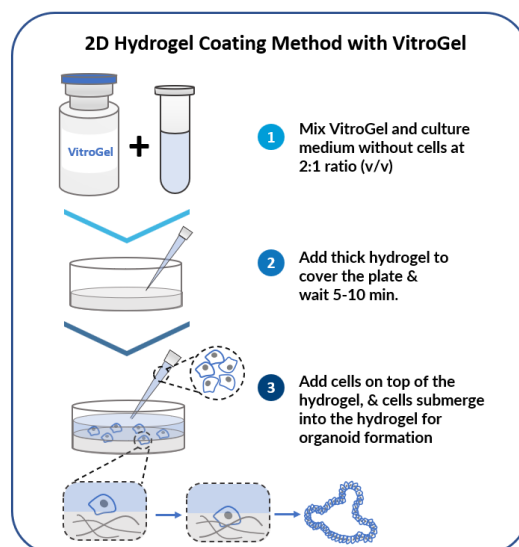 2D Hydrogel Coating Method with VitroGel
VitroGel
+
1
Mix VitroGel and culture
medium without cells at
2:1 ratio (v/v)
2
Add thick hydrogel to
cover the plate &
wait 5-10 min.
3
Add cells on top of the
hydrogel, & cells submerge
into the hydrogel for
organoid formation